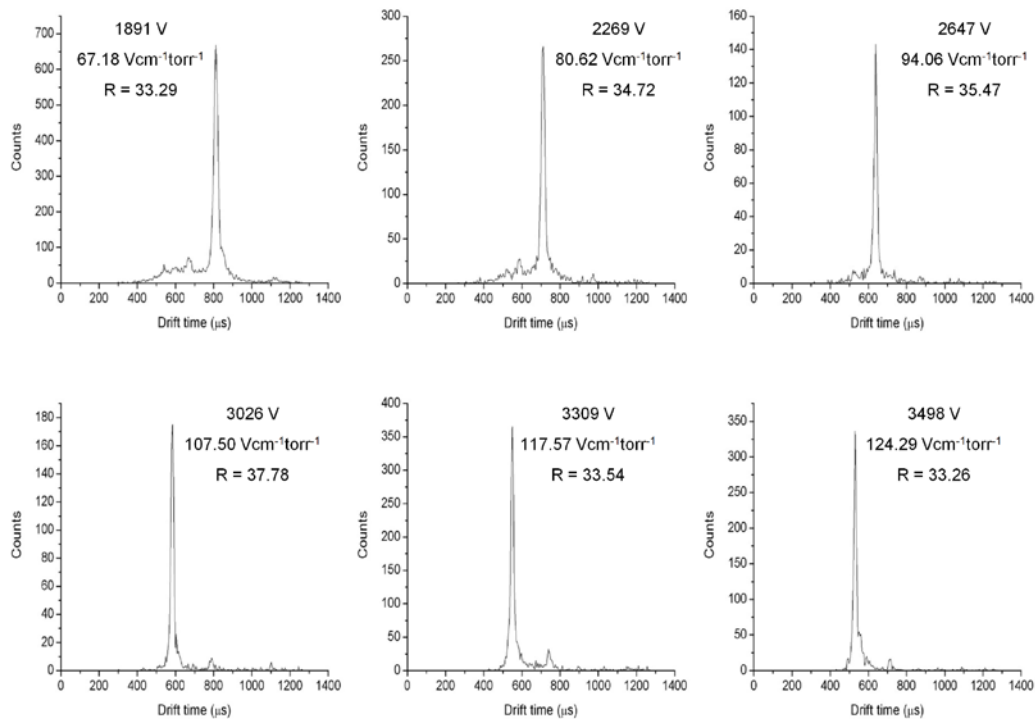 1891 V
67.18 Vcm⁻¹torr⁻¹
R = 33.29
Counts
750
700
600
500
400
300
200
100
0
0 200 400 600 800 1000 1200 1400
Drift time (µs)
2269 V
80.62 Vcm⁻¹torr⁻¹
R = 34.72
Counts
300
250
200
150
100
50
0
0 200 400 600 800 1000 1200 1400
Drift time (µs)
2647 V
94.06 Vcm⁻¹torr⁻¹
R = 35.47
Counts
160
140
120
100
80
60
40
20
0
0 200 400 600 800 1000 1200 1400
Drift time (µs)
3026 V
107.50 Vcm⁻¹torr⁻¹
R = 37.78
Counts
180
160
140
120
100
80
60
40
20
0
0 200 400 600 800 1000 1200 1400
Drift time (µs)
3309 V
117.57 Vcm⁻¹torr⁻¹
R = 33.54
Counts
400
350
300
250
200
150
100
50
0
0 200 400 600 800 1000 1200 1400
Drift time (µs)
3498 V
124.29 Vcm⁻¹torr⁻¹
R = 33.26
Counts
350
300
250
200
150
100
50
0
0 200 400 600 800 1000 1200 1400
Drift time (µs)